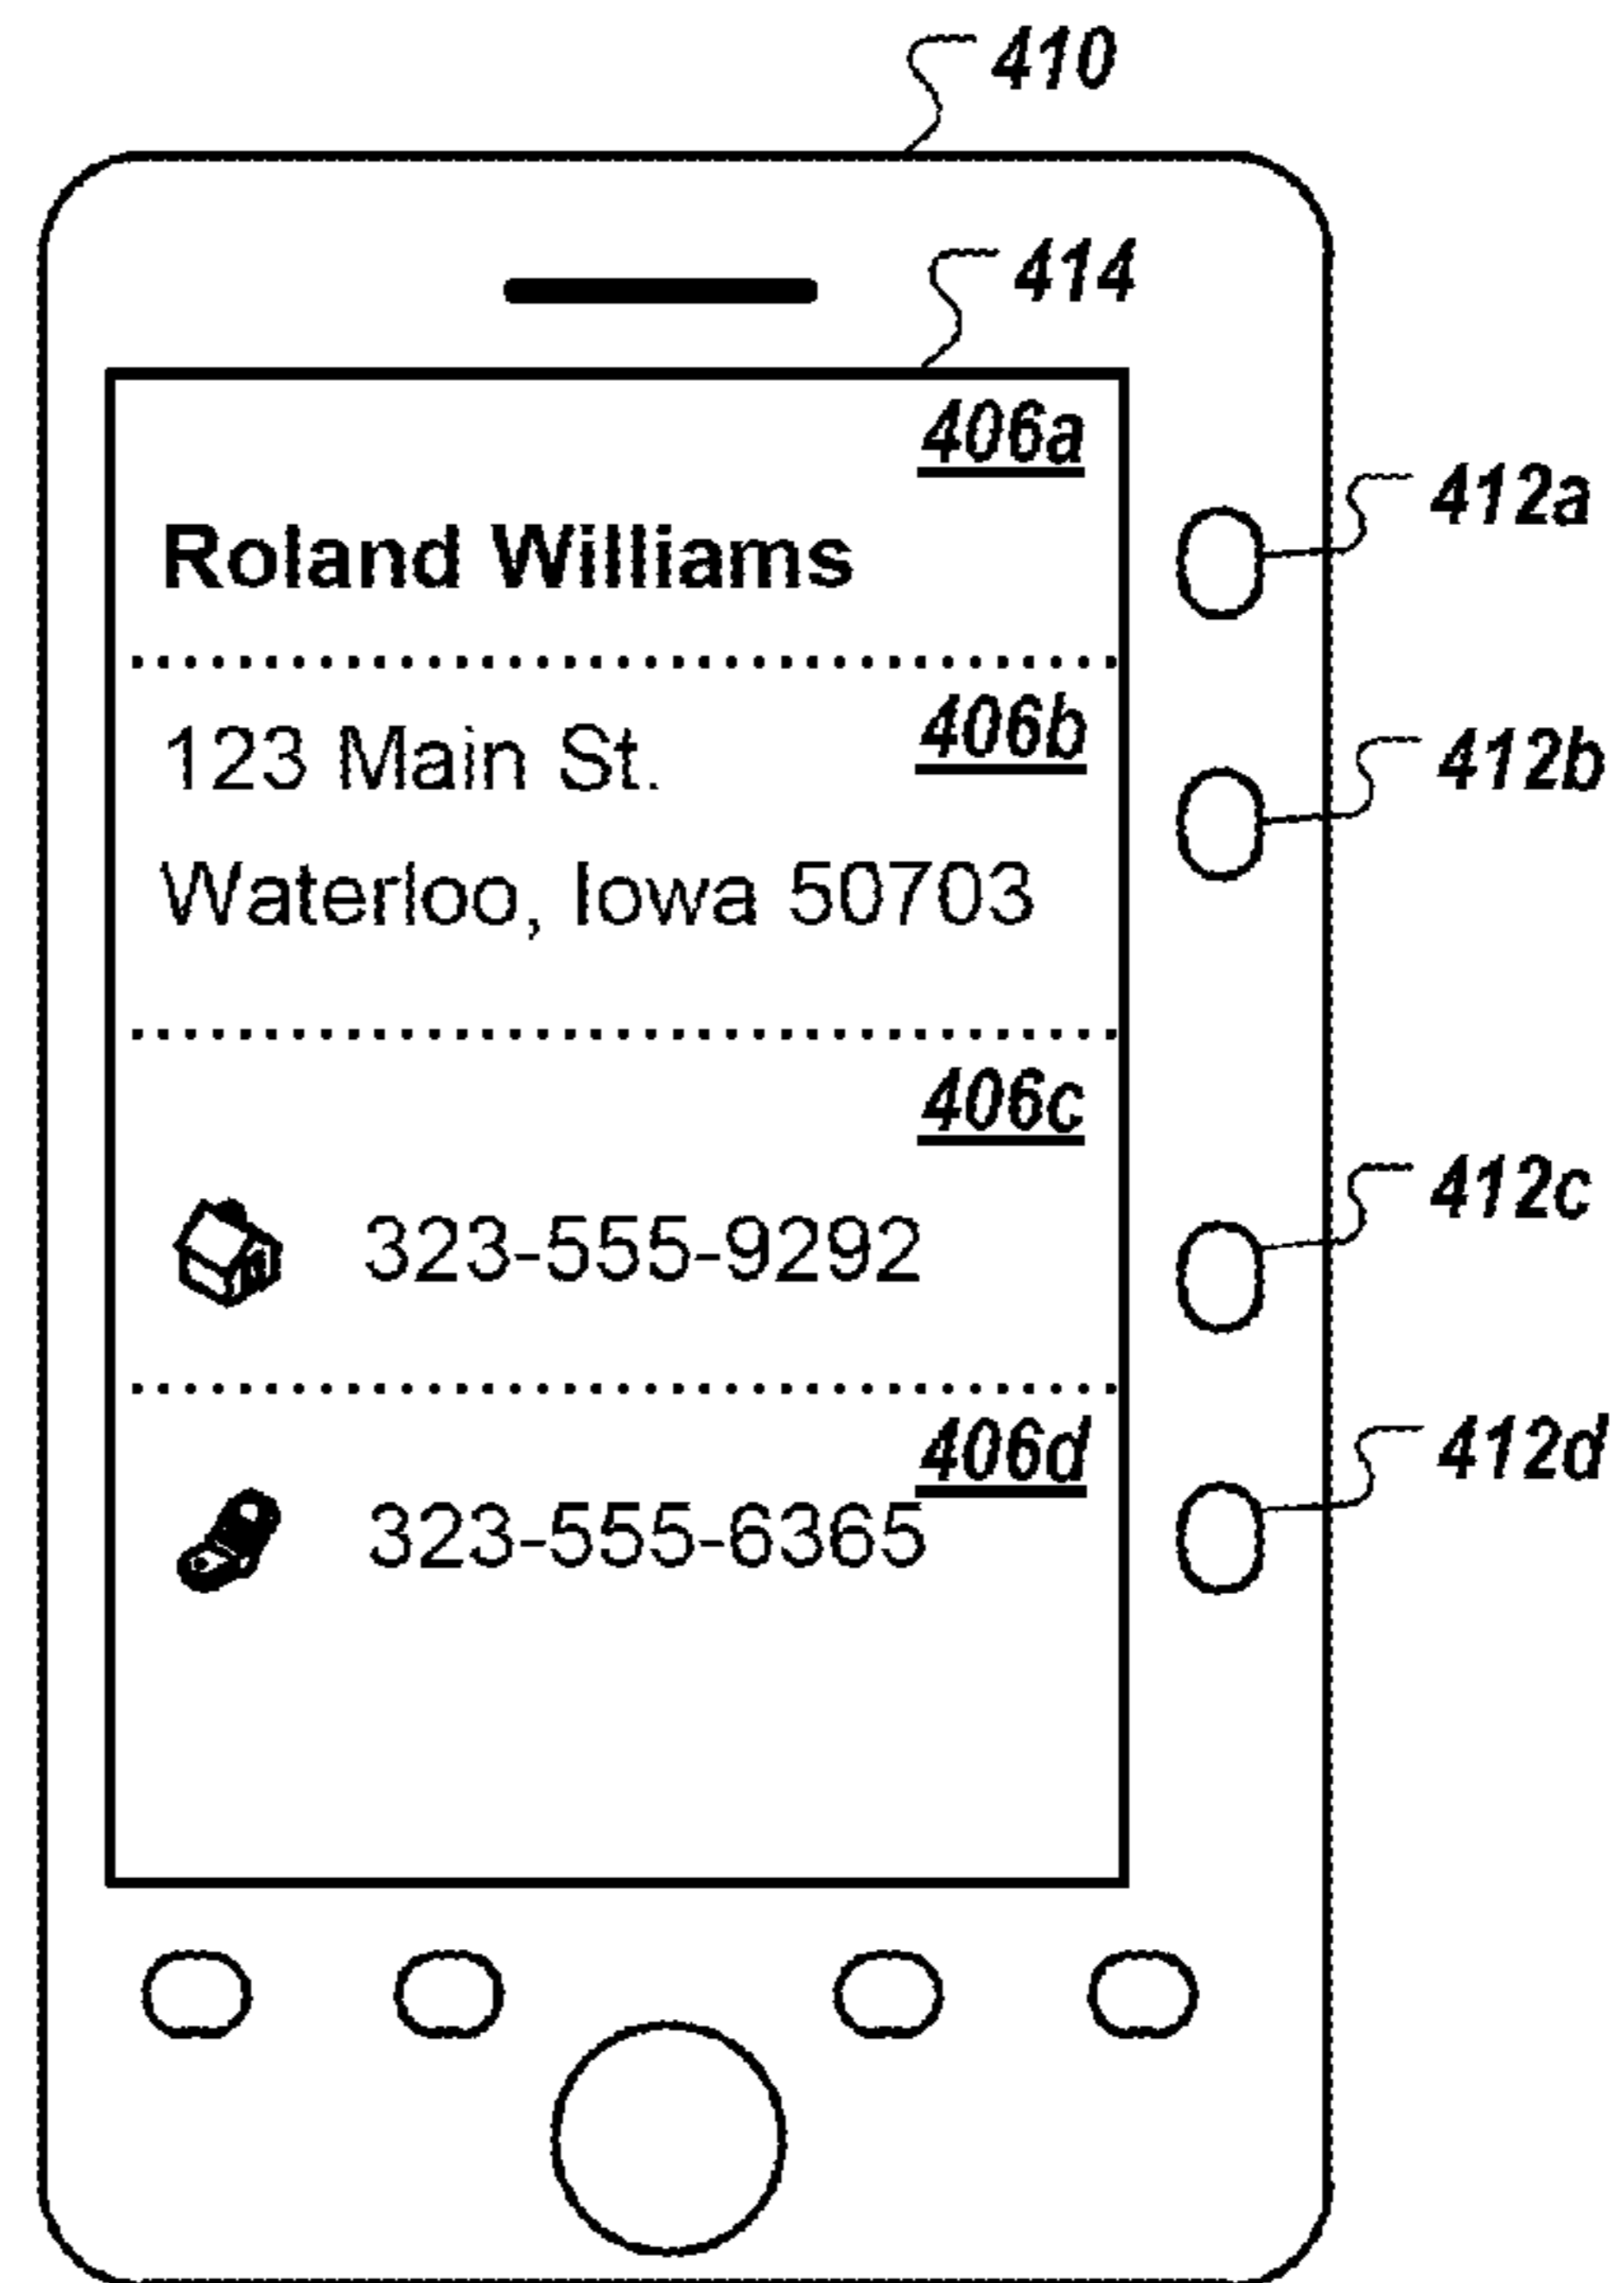 410
414
406a
412a
Roland Williams
406b
412b
123 Main St.
Waterloo, Iowa 50703
406c
412c
323-555-9292
406d
412d
323-555-6365